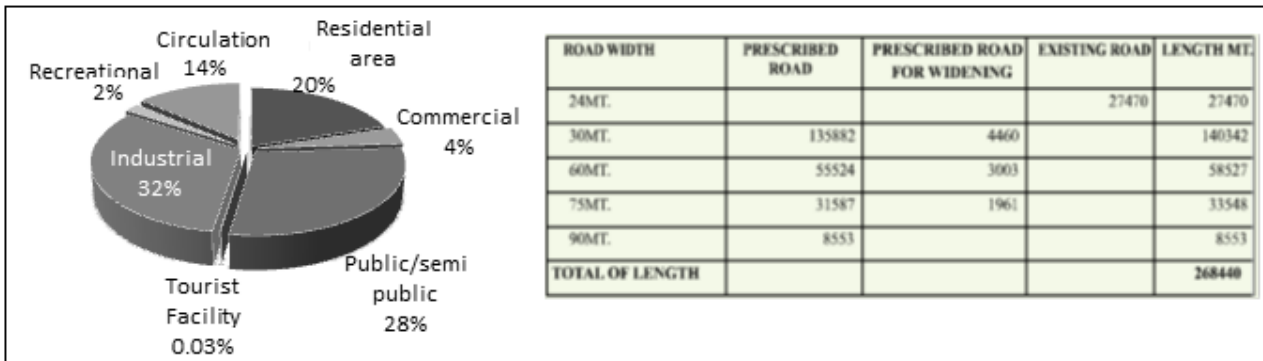 Circulation
14%
Residential
area
20%
Recreational
2%
Commercial
4%
Industrial
32%
Public/semi
public
28%
Tourist
Facility
0.03%
ROAD WIDTH PRESCRIBED ROAD PRESCRIBED ROAD FOR WIDENING EXISTING ROAD LENGTH MT.
24MT. 27470 27470
30MT. 135882 4460 140342
60MT. 55524 3003 58527
75MT. 31587 1961 33548
90MT. 8553 8553
TOTAL OF LENGTH 268440